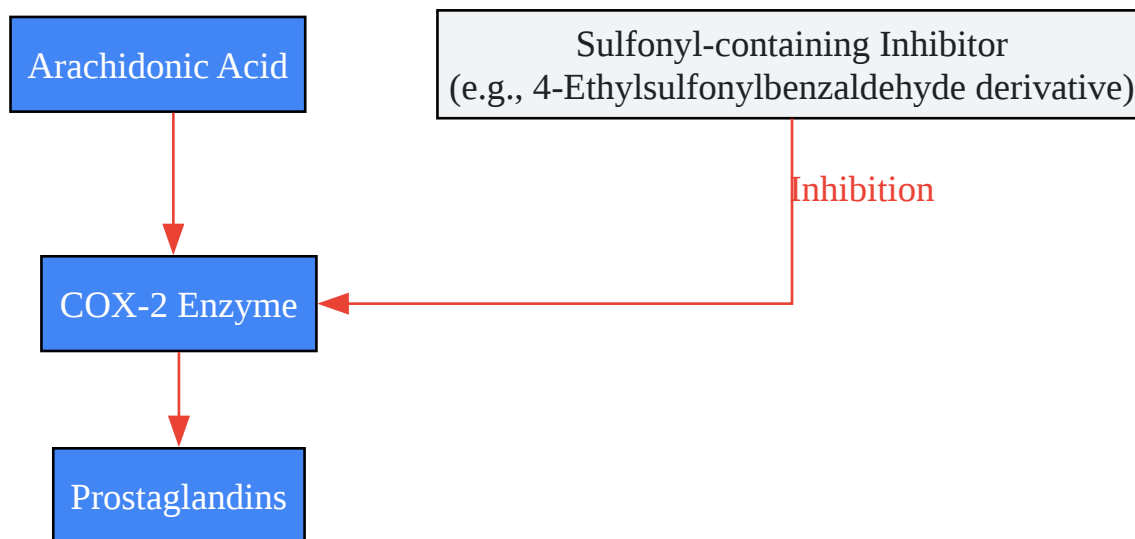 Arachidonic Acid
Sulfonyl-containing Inhibitor
(e.g., 4-Ethylsulfonylbenzaldehyde derivative)
Inhibition
COX-2 Enzyme
Prostaglandins